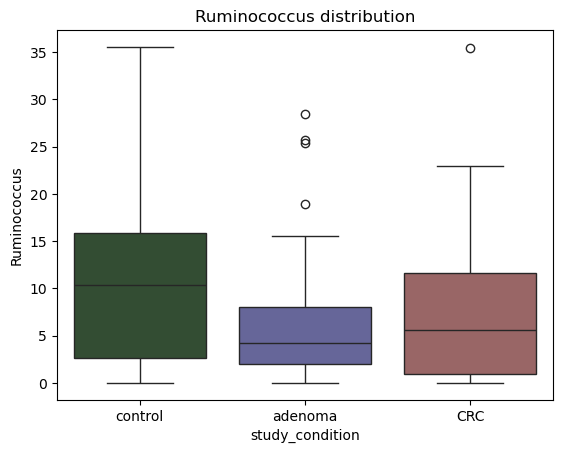 Ruminococcus distribution
Ruminococcus
35
30
25
20
15
10
5
0
control
adenoma
CRC
study_condition